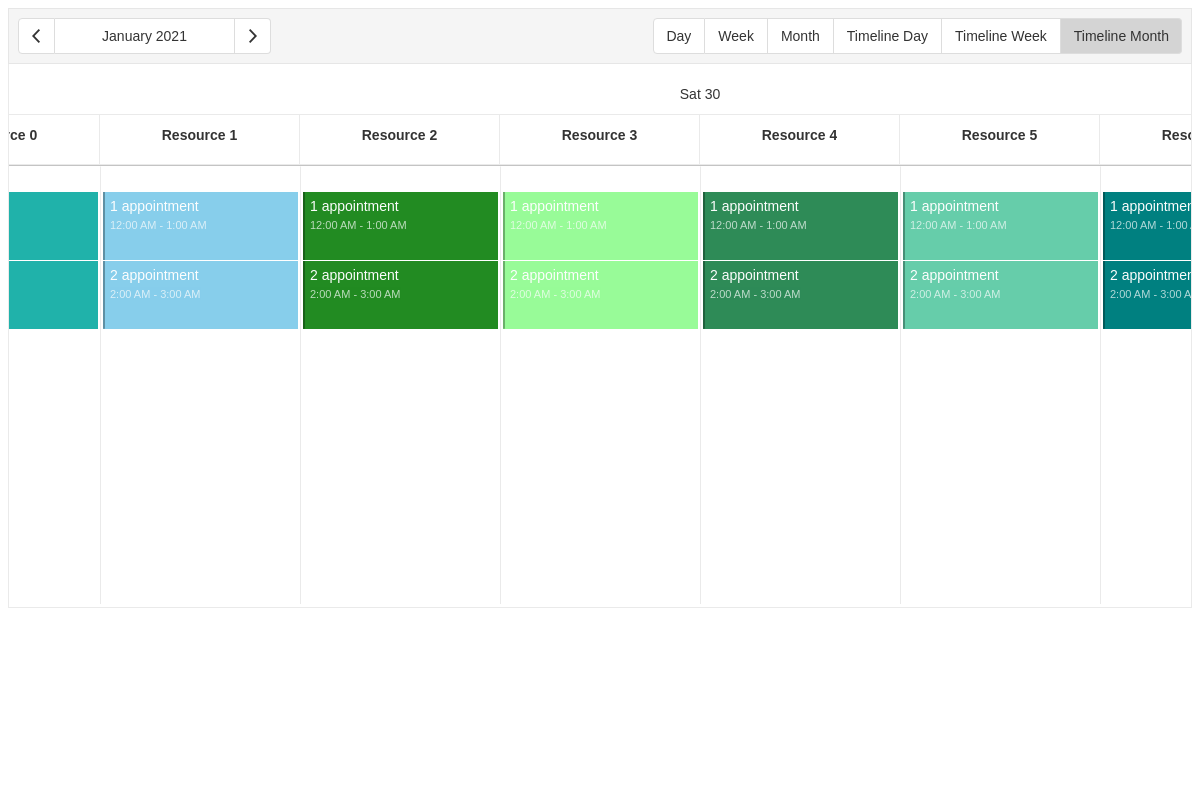 January 2021
Day Week Month Timeline Day Timeline Week Timeline Month
Sat 30
Resource 1 Resource 2 Resource 3 Resource 4 Resource 5
1 appointment 1 appointment 1 appointment 1 appointment 1 appointment 1
12:00 AM - 1:00 AM 12:00 AM - 1:00 AM 12:00 AM - 1:00 AM 12:00 AM - 1:00 AM 12:00 AM - 1:00 AM 12:00 AM - 1:00
2 appointment 2 appointment 2 appointment 2 appointment 2 appointment 2
2:00 AM - 3:00 AM 2:00 AM - 3:00 AM 2:00 AM - 3:00 AM 2:00 AM - 3:00 AM 2:00 AM - 3:00 AM 2:00 AM - 3:00